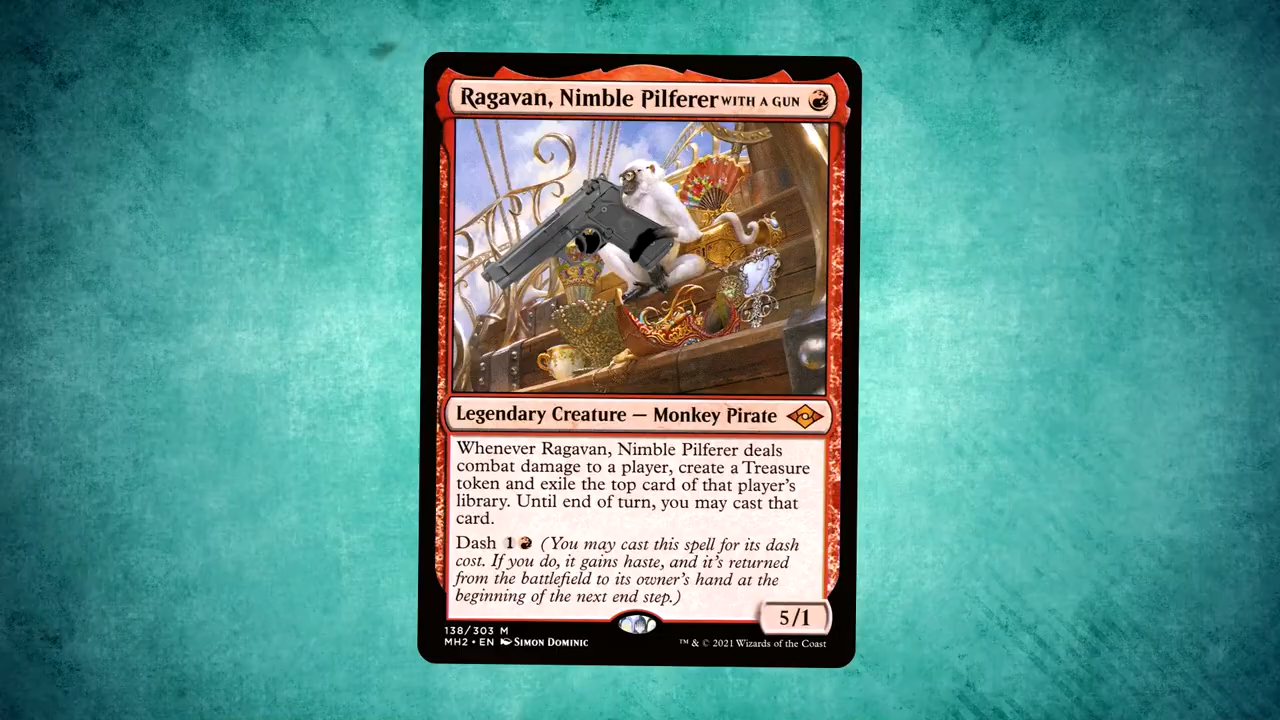 Ragavan, Nimble Pilferer WITH A GUN
Legendary Creature — Monkey Pirate
Whenever Ragavan, Nimble Pilferer deals
combat damage to a player, create a Treasure
token and exile the top card of that player's
library. Until end of turn, you may cast that
card.
Dash 1 (You may cast this spell for its dash
cost. If you do, it gains haste, and it's returned
from the battlefield to its owner's hand at the
beginning of the next end step.)
5/1
138/303 M
MH2 • EN SIMON DOMINIC
™ & © 2021 Wizards of the Coast